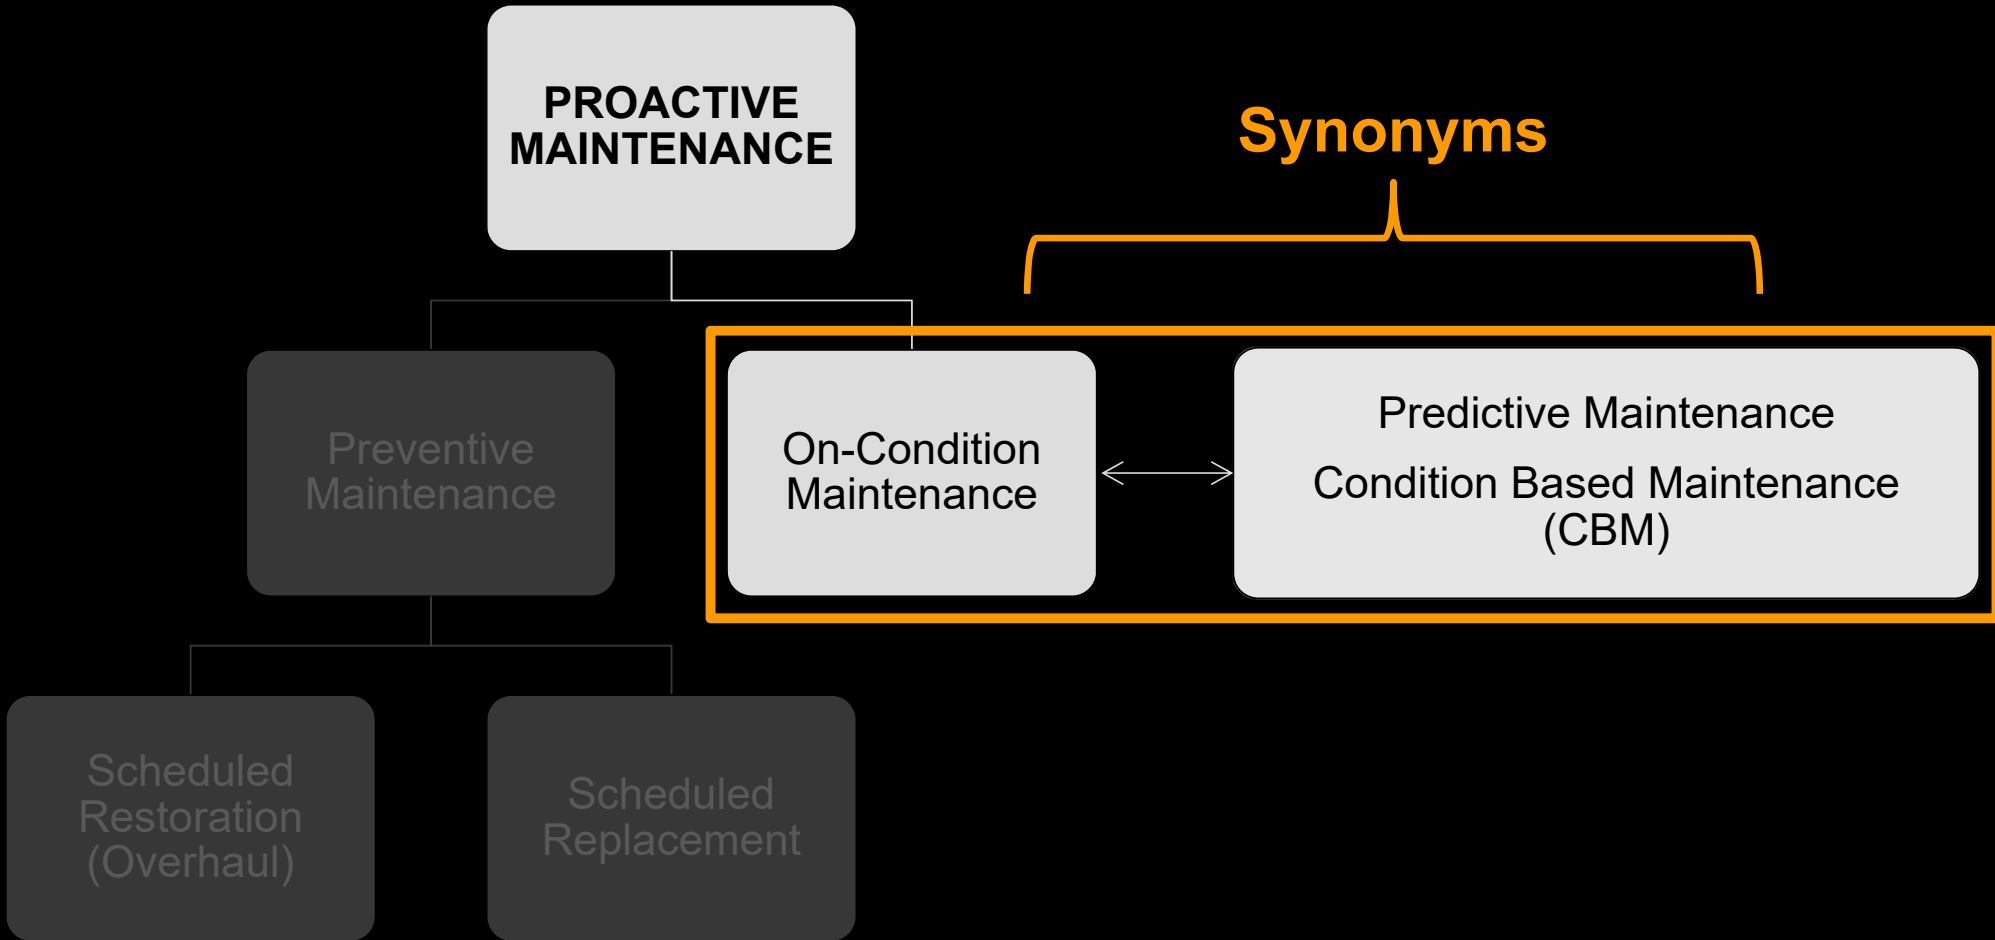 PROACTIVE
MAINTENANCE
Synonyms
Preventive
Maintenance
On-Condition
Maintenance
Predictive Maintenance
Condition Based Maintenance
(CBM)
Scheduled
Restoration
(Overhaul)
Scheduled
Replacement